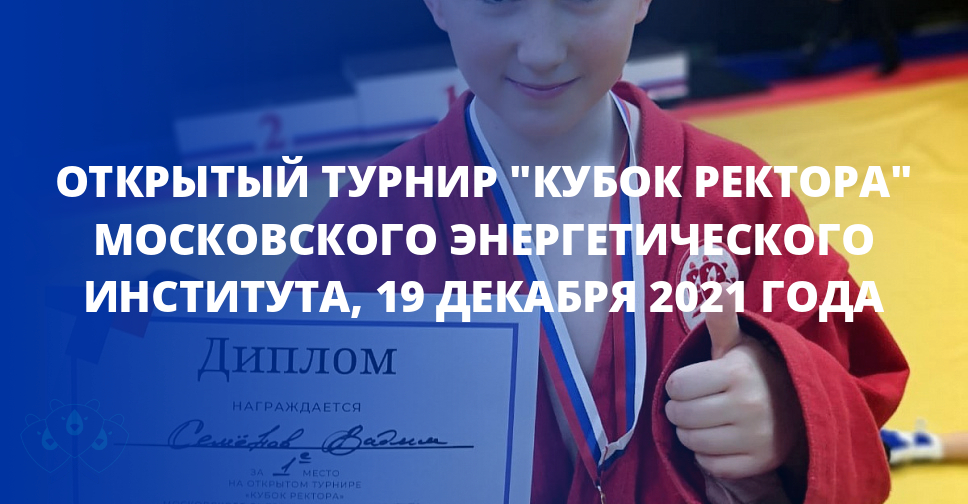 2
1
ОТКРЫТЫЙ ТУРНИР "КУБОК РЕКТОРА"
МОСКОВСКОГО ЭНЕРГЕТИЧЕСКОГО
ИНСТИТУТА, 19 ДЕКАБРЯ 2021 ГОДА
ДИПЛОМ
НАГРАЖДАЕТСЯ
Семёнов Вадим
ЗА 1е МЕСТО
НА ОТКРЫТОМ ТУРНИРЕ
«КУБОК РЕКТОРА»